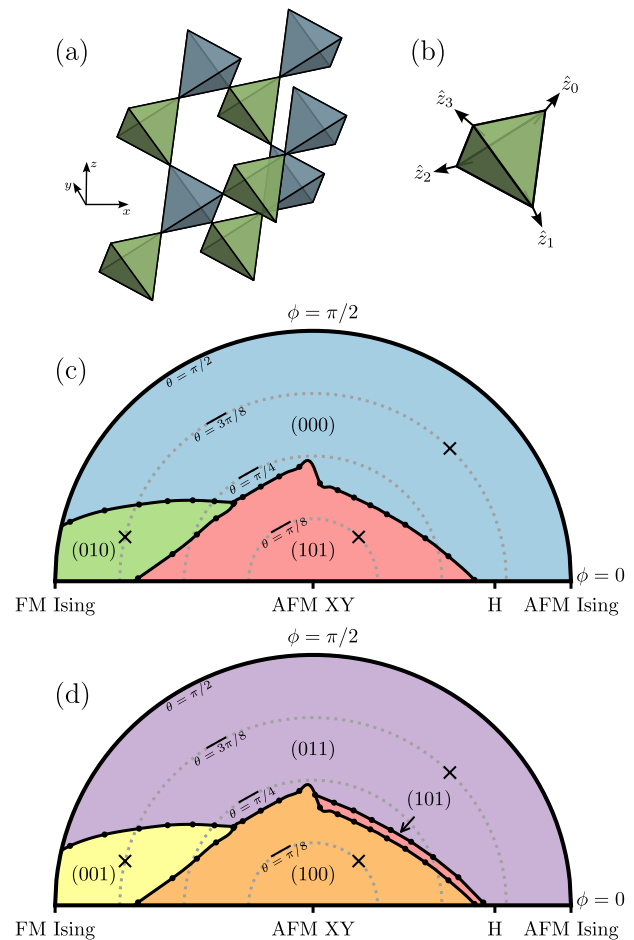 (a)
(b)
z
y
x
ẑ₀
ẑ₃
ẑ₂
ẑ₁
ϕ = π/2
(c)
θ = π/2
θ = 3π/8
(000)
θ = π/4
θ = π/8
(010)
(101)
ϕ = 0
FM Ising
AFM XY
H
AFM Ising
ϕ = π/2
(d)
θ = π/2
θ = 3π/8
(011)
θ = π/4
(101)
θ = π/8
(001)
(100)
ϕ = 0
FM Ising
AFM XY
H
AFM Ising